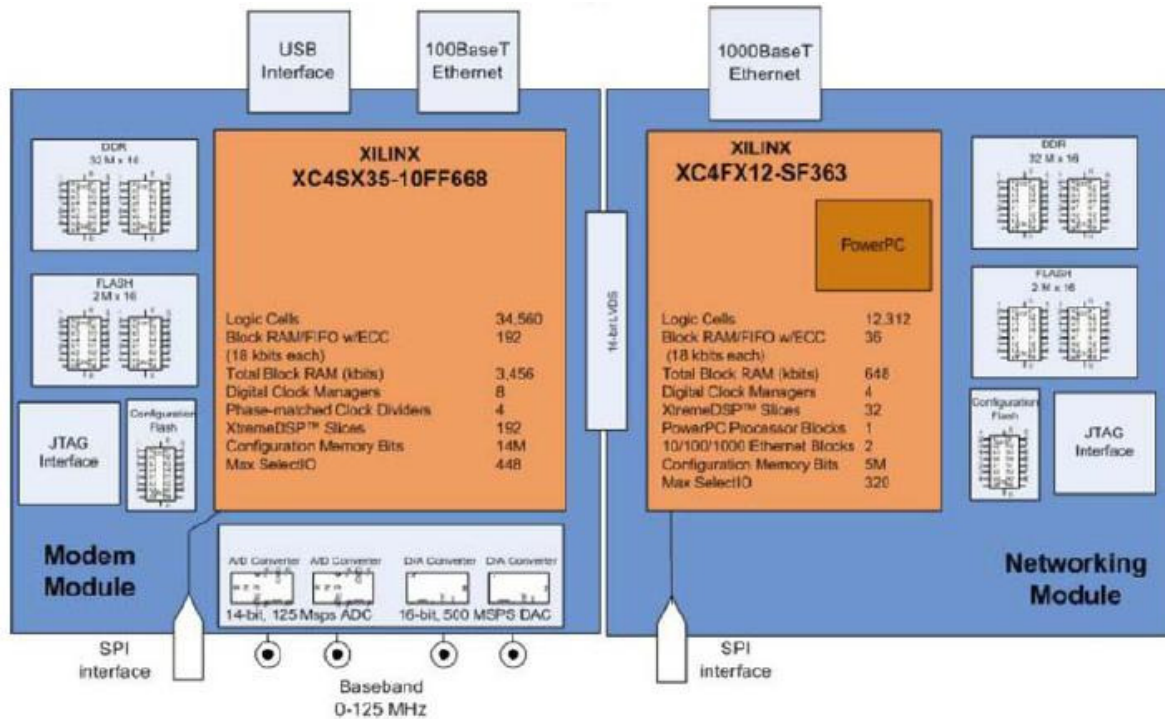 USB
Interface
100BaseT
Ethernet
1000BaseT
Ethernet
DDR
32 M x 16
FLASH
2 M x 16
JTAG
Interface
Configuration
Flash
XILINX
XC4SX35-10FF668
Logic Cells 34,560
Block RAM/FIFO w/ECC 192
(18 kbits each)
Total Block RAM (kbits) 3,456
Digital Clock Managers 8
Phase-matched Clock Dividers 4
XtremeDSP™ Slices 192
Configuration Memory Bits 14M
Max SelectIO 448
A/D Converter A/D Converter D/A Converter D/A Converter
14-bit, 125 Msps ADC 16-bit, 500 MSPS DAC
Modem
Module
SPI
interface
Baseband
0-125 MHz
16-bit LVDS
XILINX
XC4FX12-SF363
PowerPC
Logic Cells 12,312
Block RAM/FIFO w/ECC 36
(18 kbits each)
Total Block RAM (kbits) 648
Digital Clock Managers 4
XtremeDSP™ Slices 32
PowerPC Processor Blocks 1
10/100/1000 Ethernet Blocks 2
Configuration Memory Bits 5M
Max SelectIO 320
DDR
32 M x 16
FLASH
2 M x 16
Configuration
Flash
JTAG
Interface
Networking
Module
SPI
interface